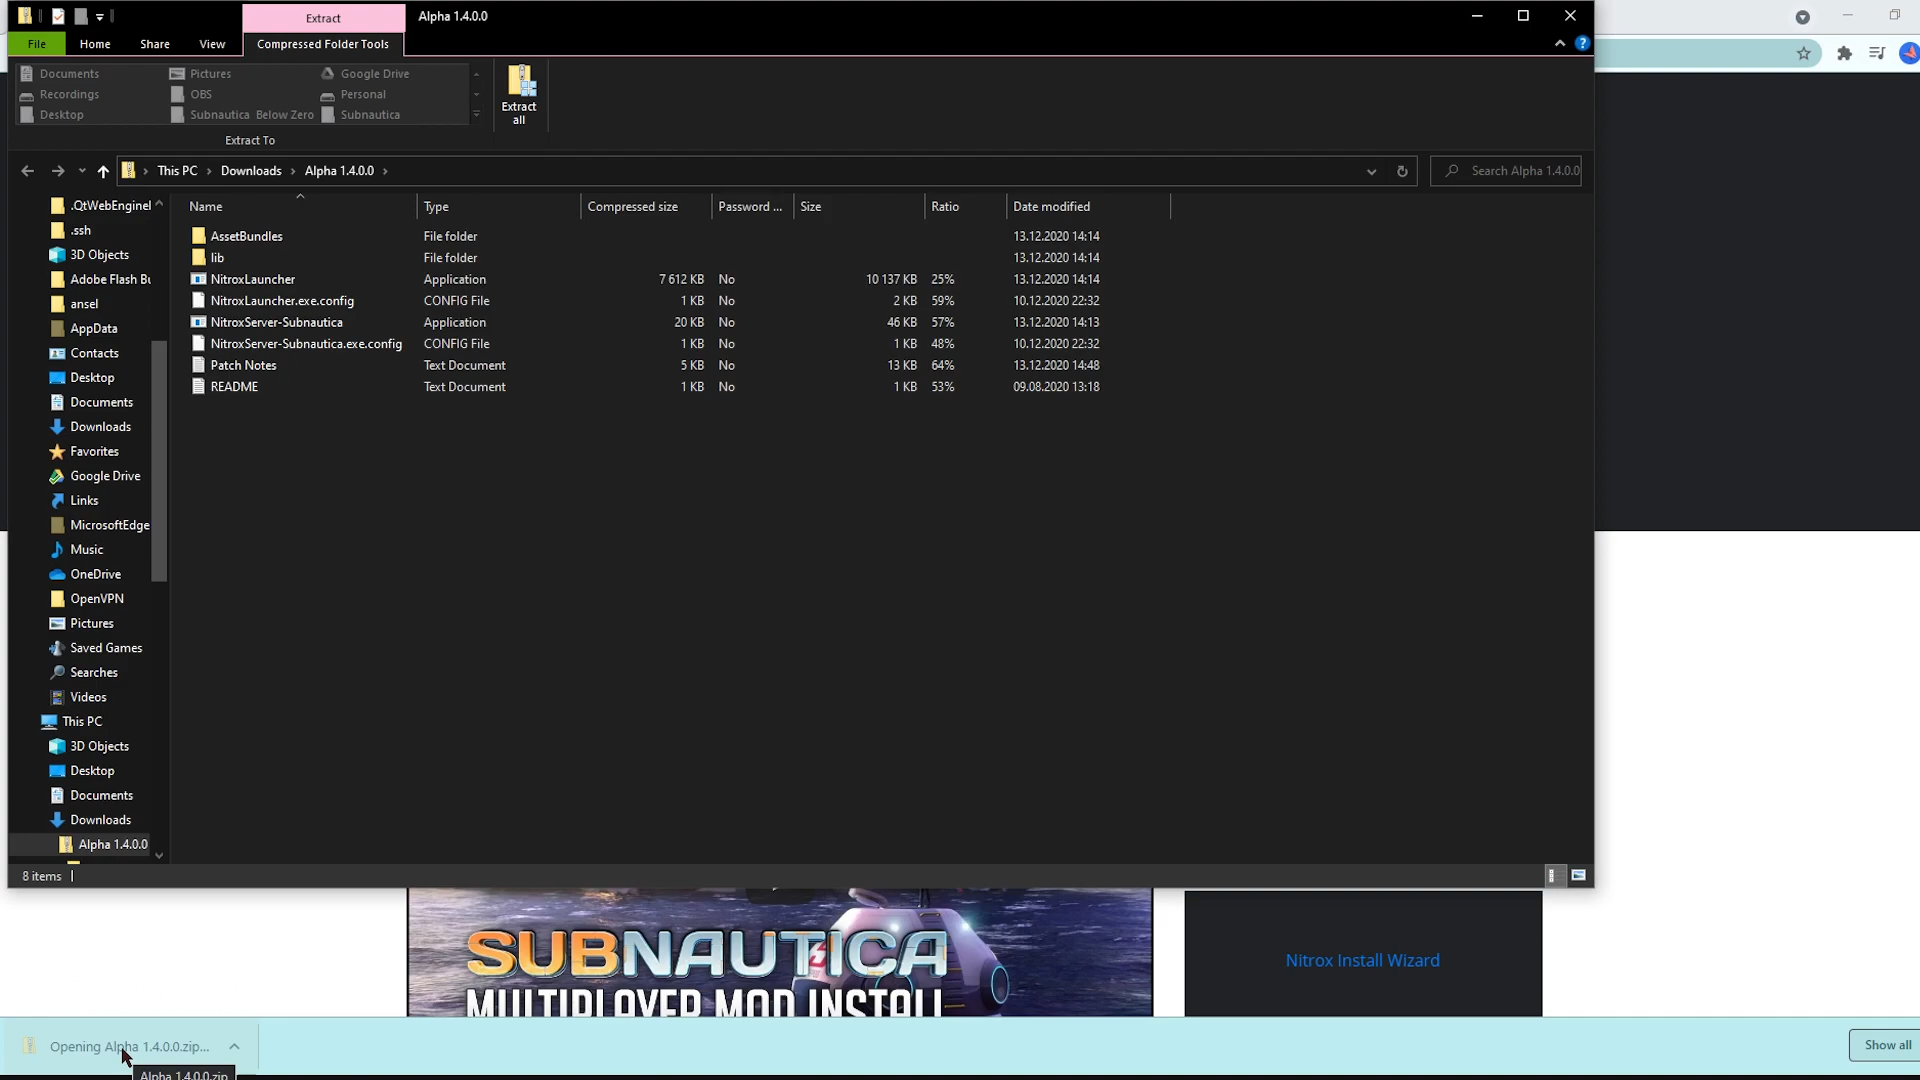 Extract
Alpha 1.4.0.0
File
Home
Share
View
Compressed Folder Tools
Documents
Pictures
Google Drive
Recordings
OBS
Personal
Desktop
Subnautica Below Zero
Subnautica
Extract all
Extract To
This PC
Downloads
Alpha 1.4.0.0
Search Alpha 1.4.0.0
Name
Type
Compressed size
Password ...
Size
Ratio
Date modified
AssetBundles File folder 13.12.2020 14:14
lib File folder 13.12.2020 14:14
NitroxLauncher Application 7 612 KB No 10 137 KB 25% 13.12.2020 14:14
NitroxLauncher.exe.config CONFIG File 1 KB No 2 KB 59% 10.12.2020 22:32
NitroxServer-Subnautica Application 20 KB No 46 KB 57% 13.12.2020 14:13
NitroxServer-Subnautica.exe.config CONFIG File 1 KB No 1 KB 48% 10.12.2020 22:32
Patch Notes Text Document 5 KB No 13 KB 64% 13.12.2020 14:48
README Text Document 1 KB No 1 KB 53% 09.08.2020 13:18
.QtWebEngineI
.ssh
3D Objects
Adobe Flash Bu
ansel
AppData
Contacts
Desktop
Documents
Downloads
Favorites
Google Drive
Links
MicrosoftEdge
Music
OneDrive
OpenVPN
Pictures
Saved Games
Searches
Videos
This PC
3D Objects
Desktop
Documents
Downloads
Alpha 1.4.0.0
8 items
SUBNAUTICA
MULTIPLAYER MOD INSTALL
Nitrox Install Wizard
Opening Alpha 1.4.0.0.zip...
Alpha 1.4.0.0.zip
Show all